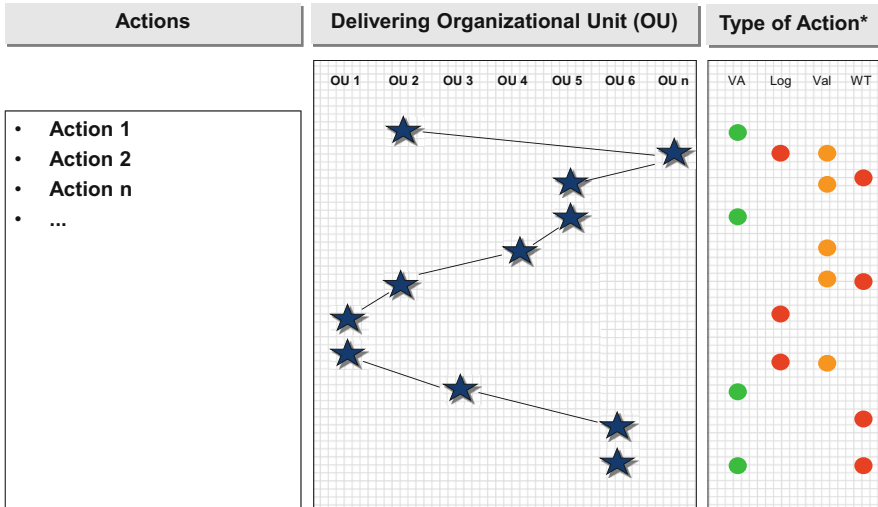 Actions
Delivering Organizational Unit (OU)
Type of Action*
OU 1 OU 2 OU 3 OU 4 OU 5 OU 6 OU n
VA Log Val WT
• Action 1
• Action 2
• Action n
• ...